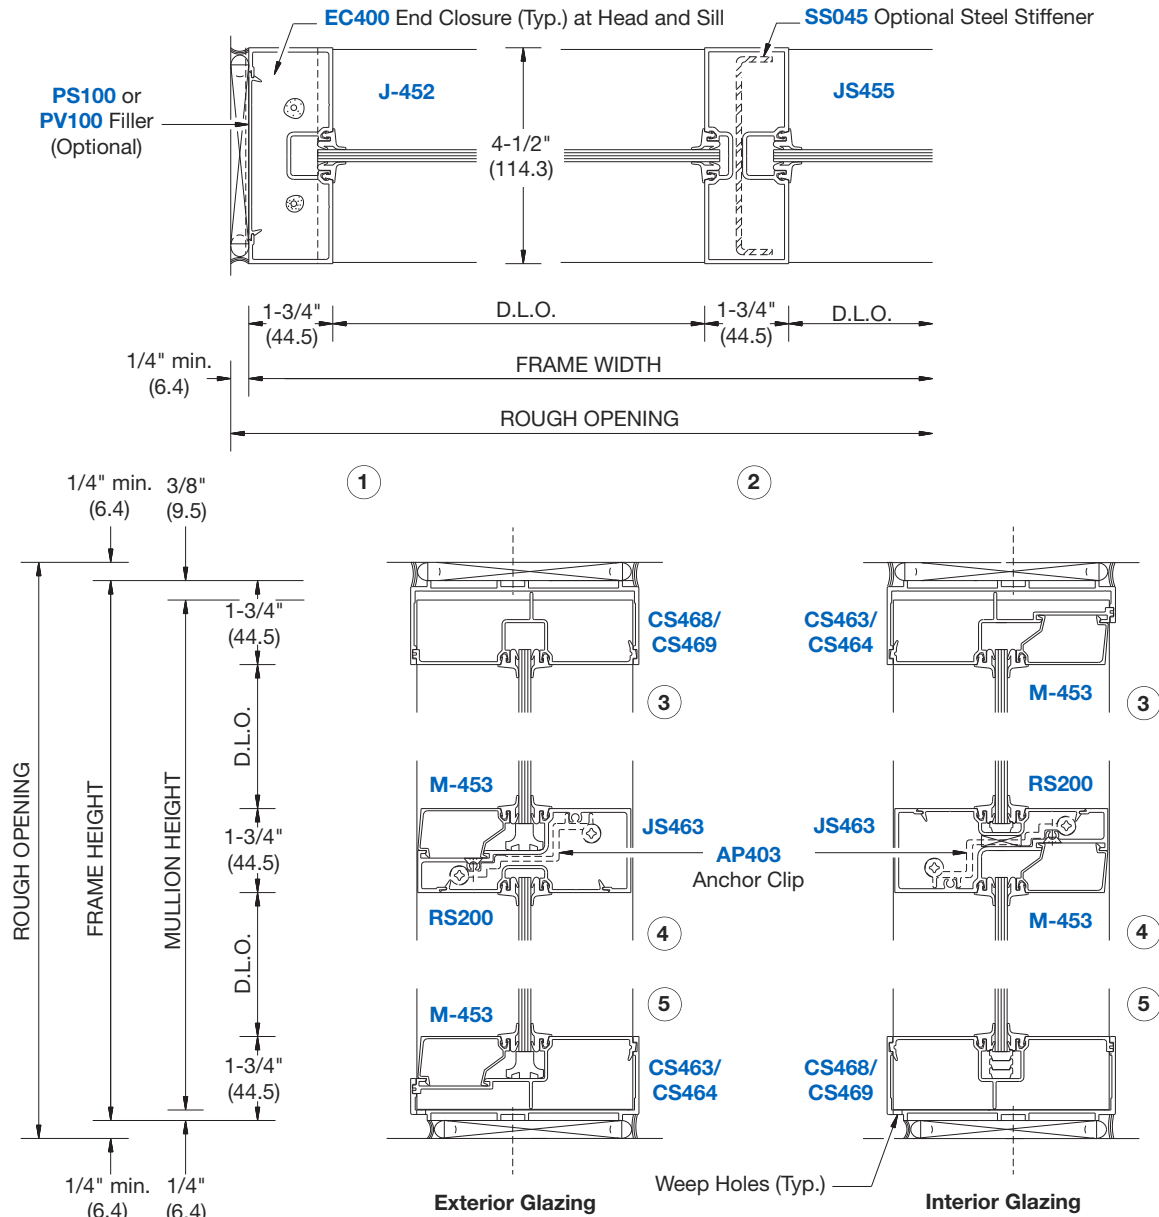 EC400 End Closure (Typ.) at Head and Sill
SS045 Optional Steel Stiffener
PS100 or
PV100 Filler
(Optional)
J-452
JS455
4-1/2"
(114.3)
1-3/4"
(44.5)
D.L.O.
1-3/4"
(44.5)
D.L.O.
1/4" min.
(6.4)
FRAME WIDTH
ROUGH OPENING
1
2
1/4" min.
(6.4)
3/8"
(9.5)
ROUGH OPENING
FRAME HEIGHT
MULLION HEIGHT
1-3/4"
(44.5)
D.L.O.
1-3/4"
(44.5)
D.L.O.
1-3/4"
(44.5)
1/4" min.
(6.4)
1/4"
(6.4)
CS468/
CS469
3
CS463/
CS464
M-453
3
M-453
JS463
RS200
4
AP403
Anchor Clip
RS200
JS463
M-453
4
M-453
5
CS463/
CS464
5
CS468/
CS469
Weep Holes (Typ.)
Exterior Glazing
Interior Glazing